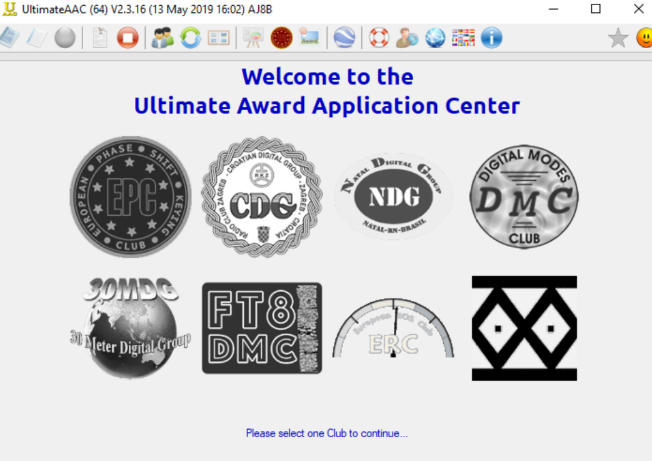 UltimateAAC (64) V2.3.16 (13 May 2019 16:02) AJ8B
Welcome to the
Ultimate Award Application Center
EUROPEAN PHASE SHIFT KEYING CLUB
EPC
CROATIAN DIGITAL GROUP - ZAGREB - CROATIA
RADIO CLUB ZAGREB
CDG
Natal Digital Group
NDG
NATAL-RN-BRASIL
DIGITAL MODES
DMC
CLUB
30MDG
30 Meter Digital Group
FT8
DMC
European ROS Club
ERC
Please select one Club to continue...